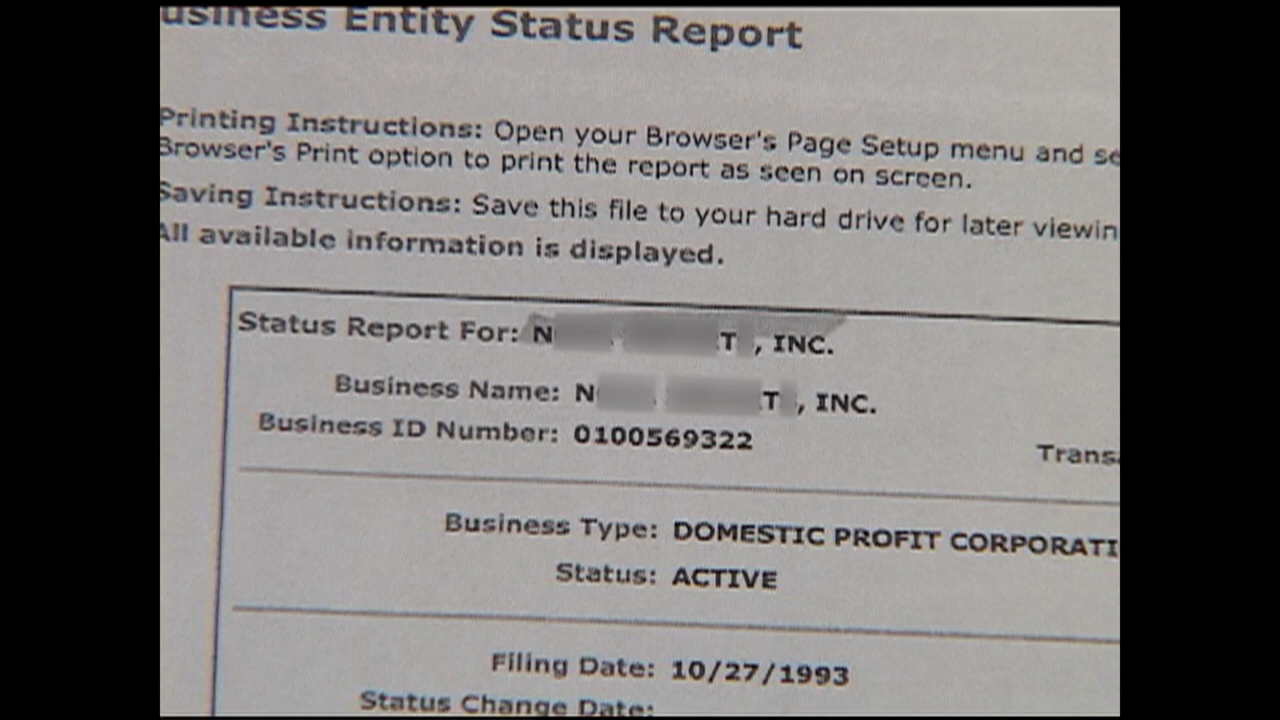 usiness Entity Status Report
Printing Instructions: Open your Browser's Page Setup menu and se
Browser's Print option to print the report as seen on screen.
Saving Instructions: Save this file to your hard drive for later viewin
All available information is displayed.
Status Report For: N T , INC.
Business Name: N T , INC.
Business ID Number: 0100569322
Trans
Business Type: DOMESTIC PROFIT CORPORATI
Status: ACTIVE
Filing Date: 10/27/1993
Status Change Date: